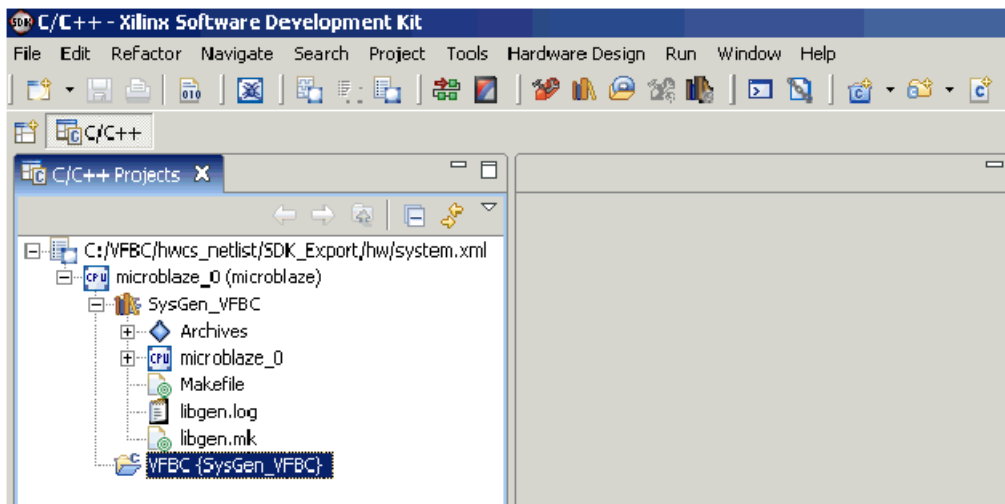 C/C++ - Xilinx Software Development Kit
File Edit Refactor Navigate Search Project Tools Hardware Design Run Window Help
C/C++
C/C++ Projects
C:/VFBC/hwcs_netlist/SDK_Export/hw/system.xml
microblaze_0 (microblaze)
SysGen_VFBC
Archives
microblaze_0
Makefile
libgen.log
libgen.mk
VFBC {SysGen_VFBC}